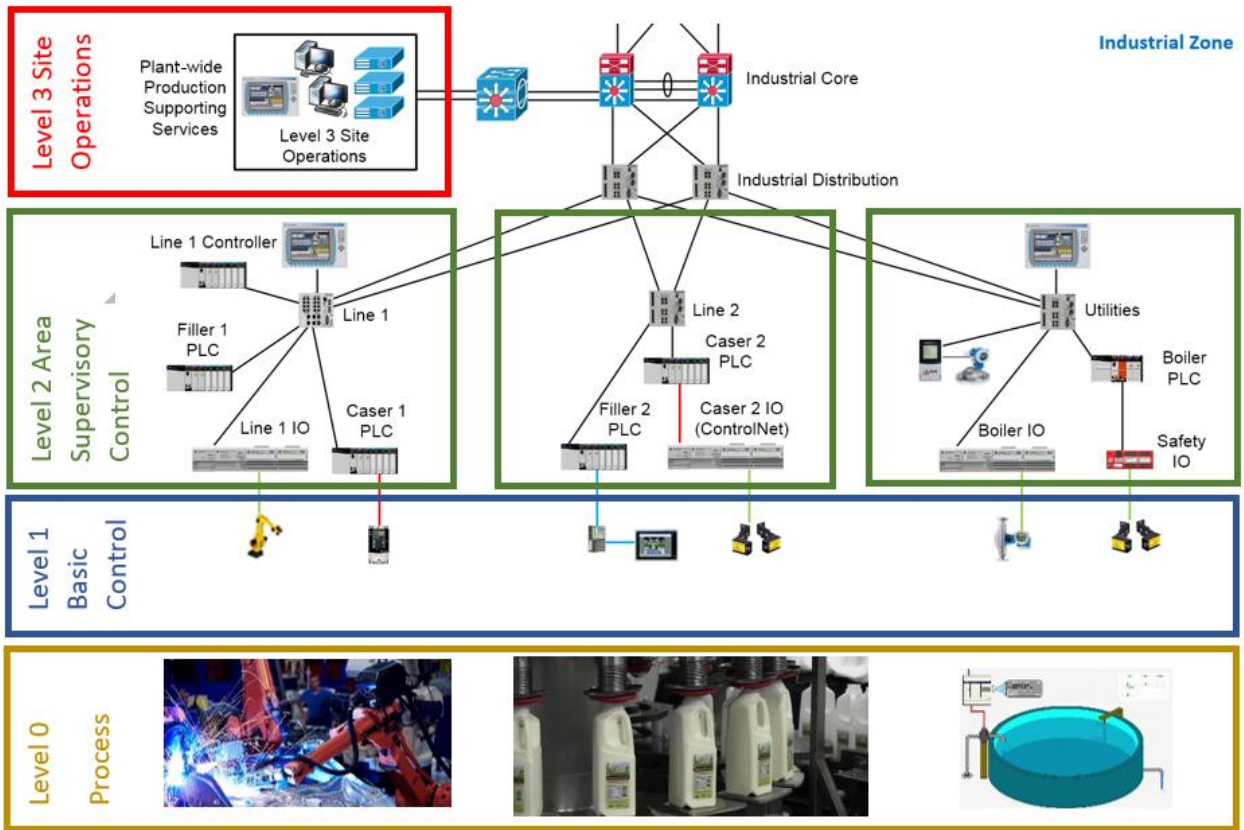 Level 3 Site
Operations
Plant-wide
Production
Supporting
Services
Level 3 Site
Operations
Industrial Core
Industrial Zone
Industrial Distribution
Level 2 Area
Supervisory
Control
Line 1 Controller
Line 1
Filler 1
PLC
Line 1 IO
Caser 1
PLC
Line 2
Caser 2
PLC
Filler 2
PLC
Caser 2 IO
(ControlNet)
Utilities
Boiler
PLC
Boiler IO
Safety
IO
Level 1
Basic
Control
Level 0
Process